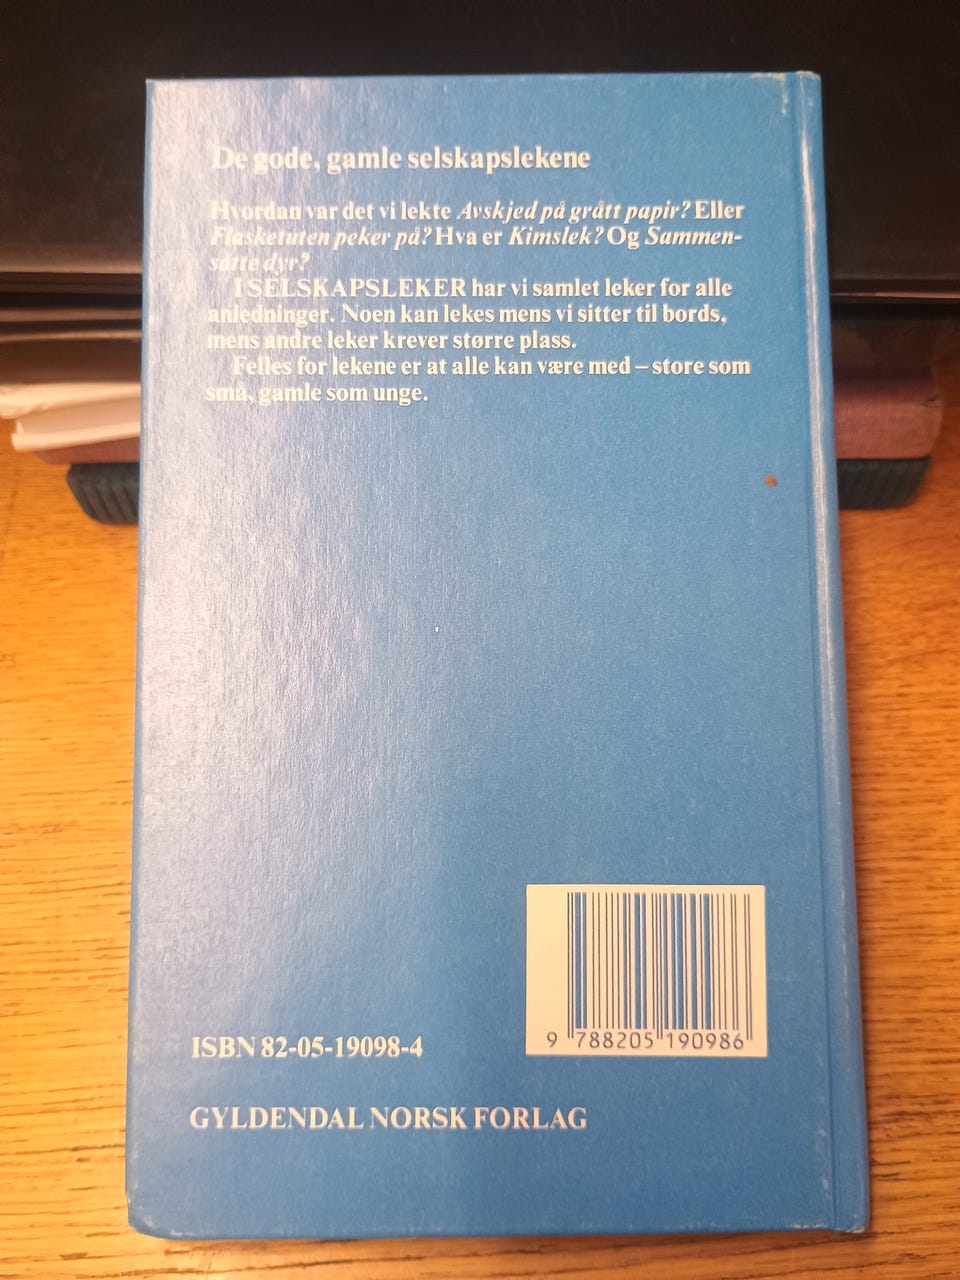 De gode, gamle selskapslekene
Hvordan var det vi lekte Avskjed på grått papir? Eller
Flasketuten peker på? Hva er Kimslek? Og Sammen-
satte dyr?
I SELSKAPSLEKER har vi samlet leker for alle
anledninger. Noen kan lekes mens vi sitter til bords,
mens andre leker krever større plass.
Felles for lekene er at alle kan være med – store som
små, gamle som unge.
9 788205 190986
ISBN 82-05-19098-4
GYLDENDAL NORSK FORLAG